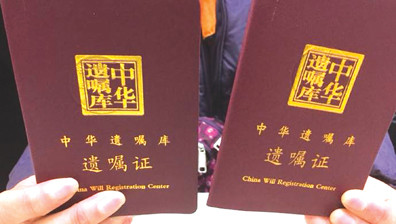 中华
遗嘱库
中华遗嘱库
遗嘱证
ina Will Registration Center
中华
遗嘱库
中华遗嘱库
遗嘱证
China Will Registration Center